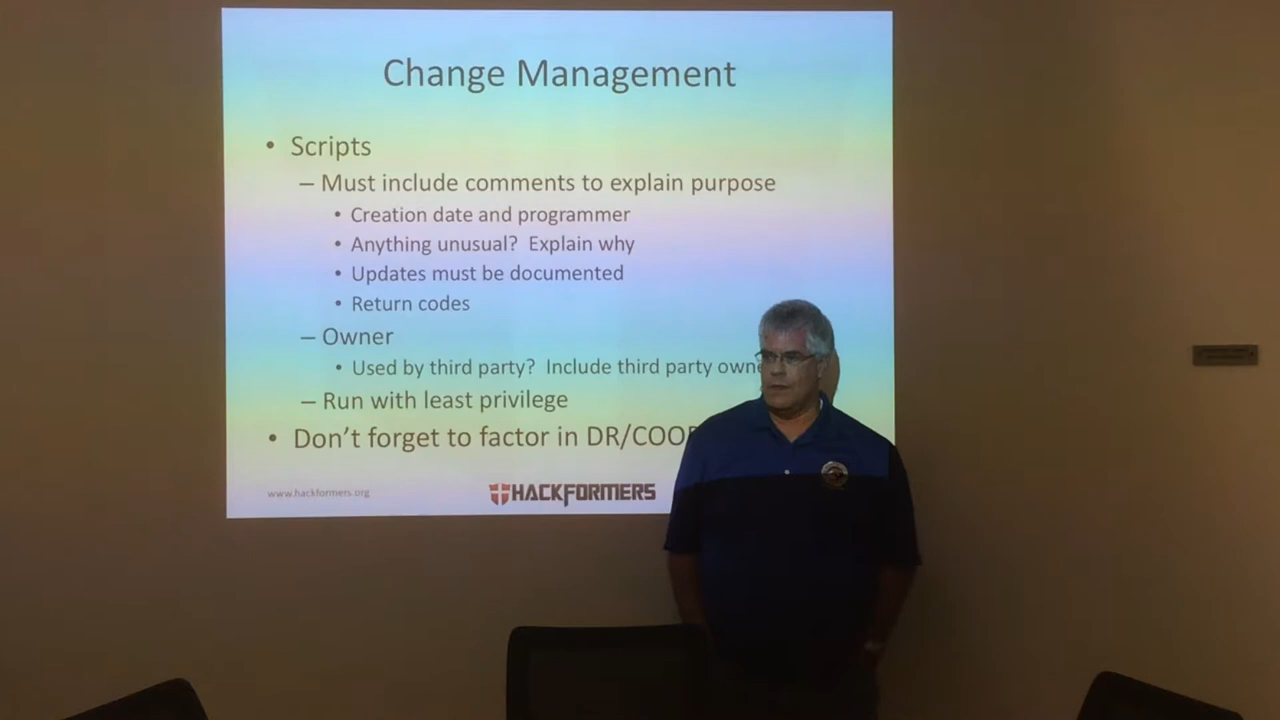 Change Management
• Scripts
– Must include comments to explain purpose
• Creation date and programmer
• Anything unusual? Explain why
• Updates must be documented
• Return codes
– Owner
• Used by third party? Include third party
– Run with least privilege
• Don't forget to factor in DR/COOP
www.hackformers.org
HACKFORMERS